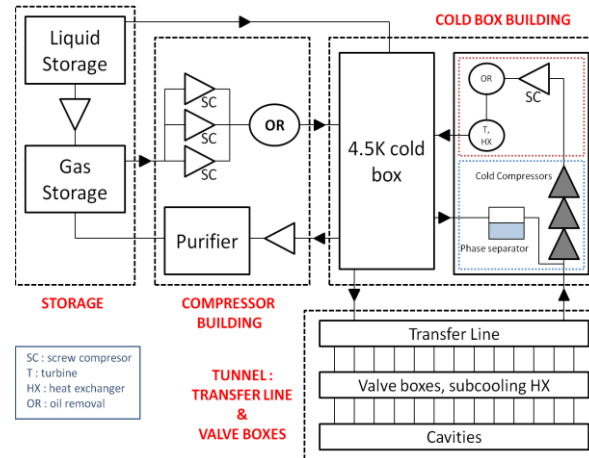 COLD BOX BUILDING
Liquid
Storage
Gas
Storage
SC
SC
SC
OR
Purifier
4.5K cold
box
OR
SC
T,
HX
Cold Compressors
Phase separator
STORAGE
COMPRESSOR
BUILDING
SC : screw compresor
T : turbine
HX : heat exchanger
OR : oil removal
TUNNEL :
TRANSFER LINE
&
VALVE BOXES
Transfer Line
Valve boxes, subcooling HX
Cavities